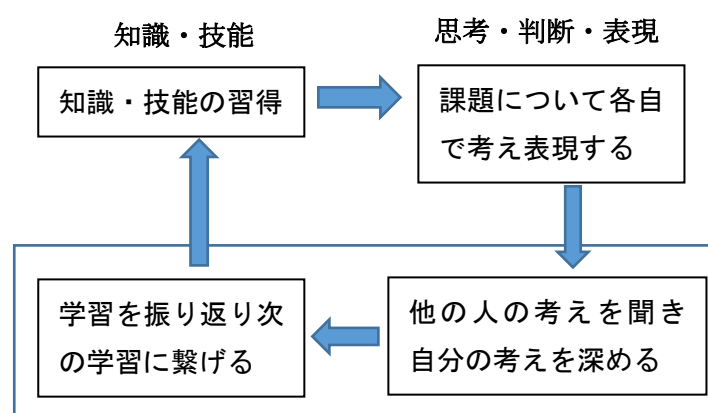 知識・技能
思考・判断・表現
知識・技能の習得
課題について各自
で考え表現する
学習を振り返り次
の学習に繋げる
他の人の考えを聞き
自分の考えを深める